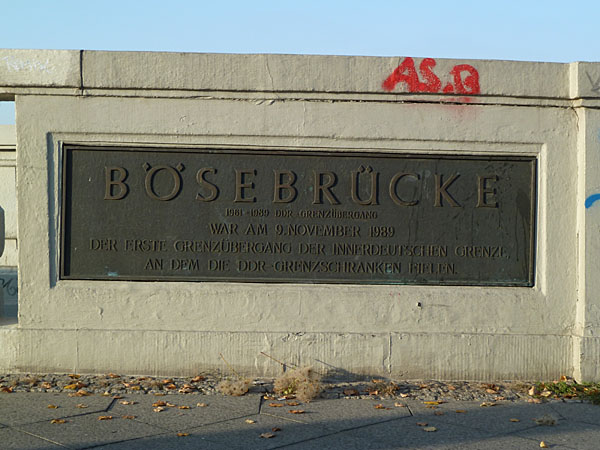 AS.Q
BÖSEBRÜCKE
1961-1989 DDR-GRENZÜBERGANG
WAR AM 9. NOVEMBER 1989
DER ERSTE GRENZÜBERGANG DER INNERDEUTSCHEN GRENZE,
AN DEM DIE DDR-GRENZSCHRANKEN FIELEN.